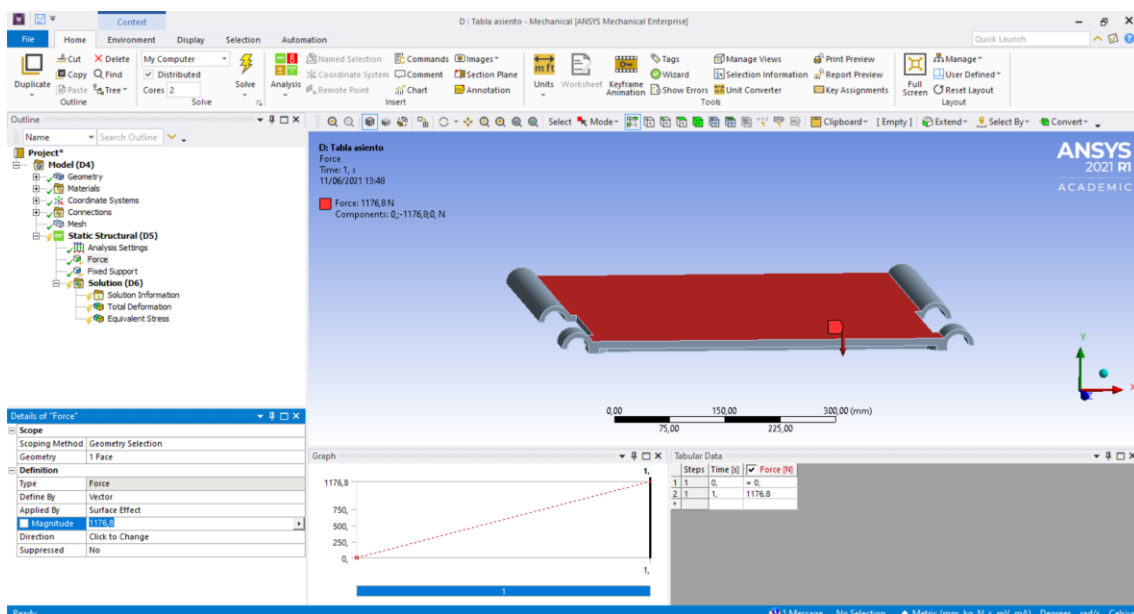 Context
D : Tabla asiento - Mechanical [ANSYS Mechanical Enterprise]
File Home Environment Display Selection Automation
Quick Launch
Duplicate
Cut
Copy
Paste
Delete
Find
Tree
Outline
My Computer
Distributed
Cores 2
Solve
Solve
Analysis
Named Selection
Coordinate System
Remote Point
Commands
Comment
Chart
Images
Section Plane
Annotation
Insert
Units
Worksheet
Keyframe
Animation
Tags
Wizard
Show Errors
Manage Views
Selection Information
Unit Converter
Print Preview
Report Preview
Key Assignments
Tools
Full
Screen
Manage
User Defined
Reset Layout
Layout
Outline
Name
Search Outline
Select Mode Clipboard [ Empty ] Extend Select By Convert
Project*
Model (D4)
Geometry
Materials
Coordinate Systems
Connections
Mesh
Static Structural (D5)
Analysis Settings
Force
Fixed Support
Solution (D6)
Solution Information
Total Deformation
Equivalent Stress
D: Tabla asiento
Force
Time: 1, s
11/06/2021 13:48
Force: 1176,8 N
Components: 0,;-1176,8;0, N
ANSYS
2021 R1
ACADEMIC
Y
X
Z
0,00 150,00 300,00 (mm)
75,00 225,00
Details of "Force"
Scope
Scoping Method Geometry Selection
Geometry 1 Face
Definition
Type Force
Define By Vector
Applied By Surface Effect
Magnitude 1176,8
Direction Click to Change
Suppressed No
Graph
1,
1176,8
750,
500,
250,
0,
1,
1
Tabular Data
Steps Time [s] Force [N]
1 1 0, = 0,
2 1 1, 1176,8
*
Ready
1 Message No Selection Metric (mm, kg, N, s, mV, mA) Degrees rad/s Celsius